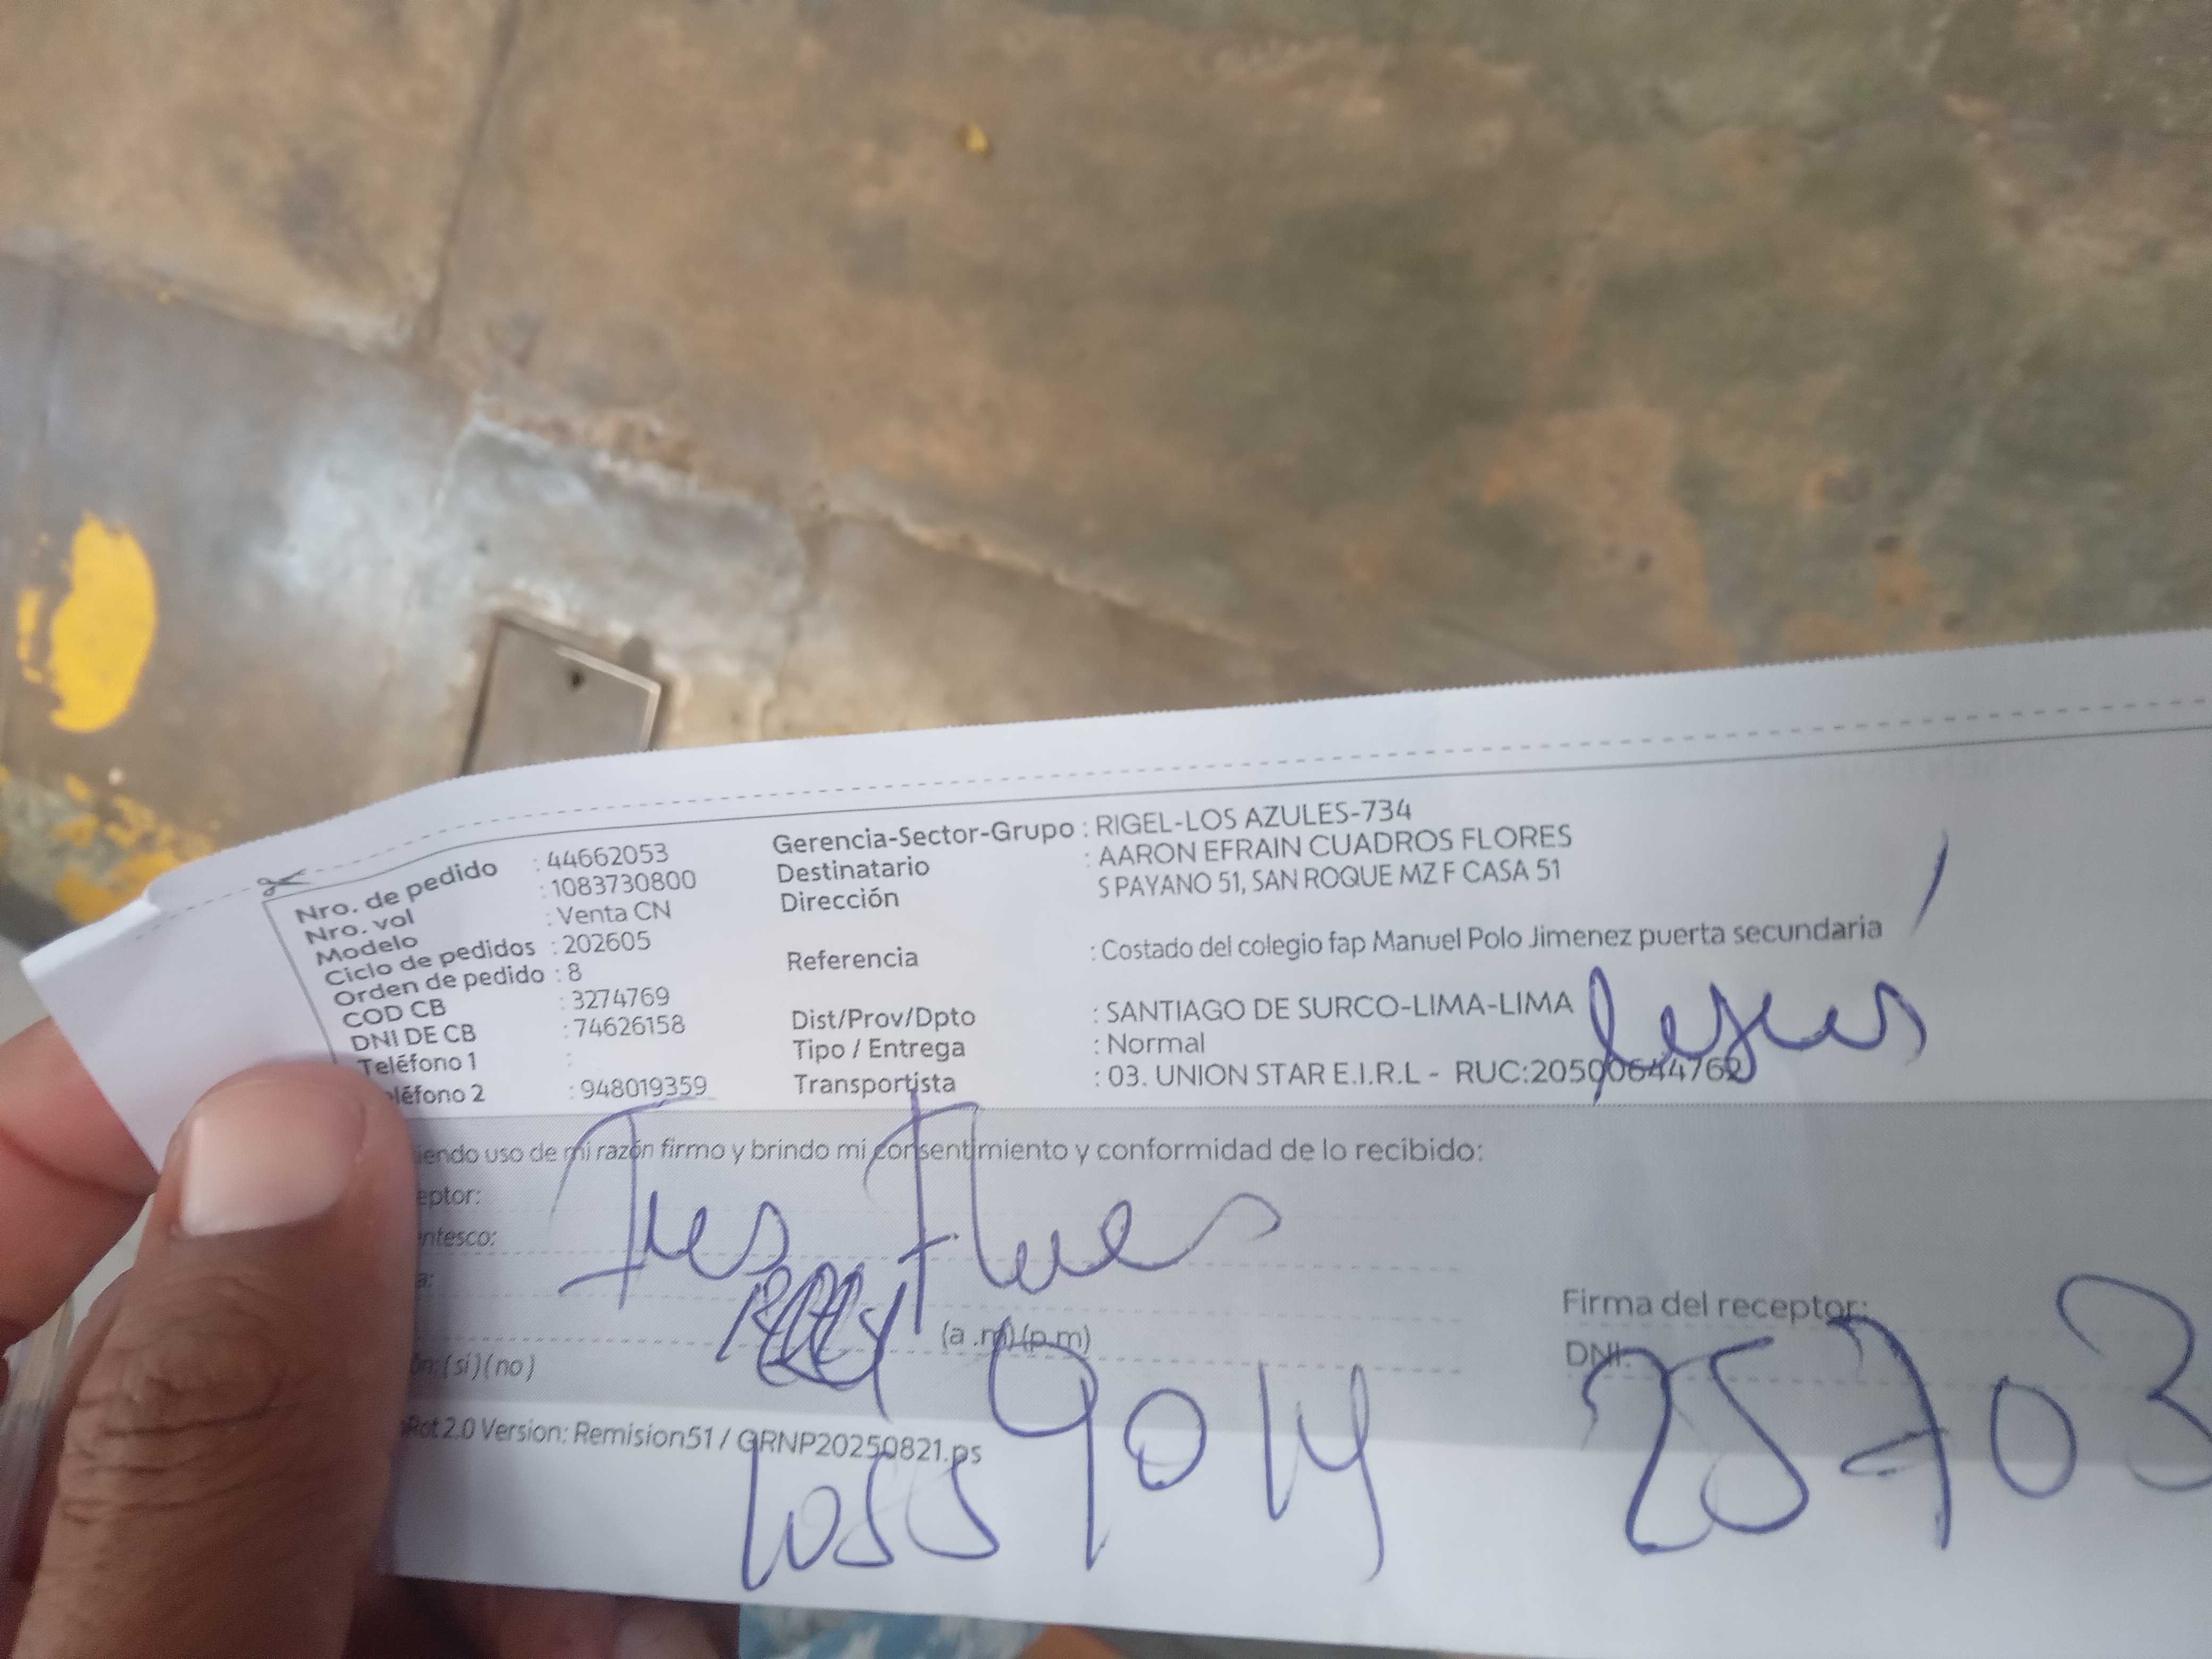 Nro. de pedido : 44662053
Nro. vol : 1083730800
Modelo : Venta CN
Ciclo de pedidos : 202605
Orden de pedido : 8
COD CB : 3274769
DNI DE CB : 74626158
Teléfono 1 :
léfono 2 : 948019359
Gerencia-Sector-Grupo : RIGEL-LOS AZULES-734
Destinatario : AARON EFRAIN CUADROS FLORES
Dirección S PAYANO 51, SAN ROQUE MZ F CASA 51
Referencia : Costado del colegio fap Manuel Polo Jimenez puerta secundaria
Dist/Prov/Dpto : SANTIAGO DE SURCO-LIMA-LIMA
Tipo / Entrega : Normal
Transportista : 03. UNION STAR E.I.R.L - RUC:20500644762
iendo uso de mi razón firmo y brindo mi consentimiento y conformidad de lo recibido:
eptor:
entesco:
a:
(a .m) (p.m)
ón: (si) (no)
Firma del receptor:
DNI:
25703
9014
Rot 2.0 Version: Remision51 / GRNP20250821.ps